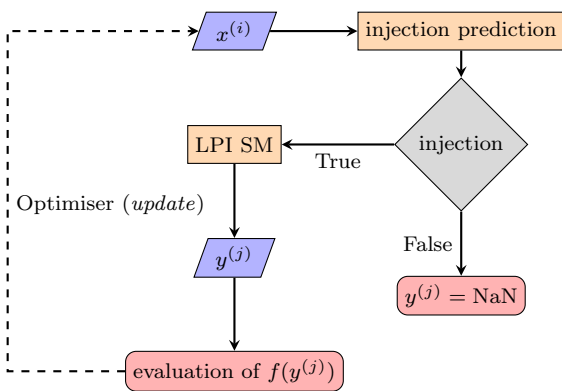 x^(i)
injection prediction
injection
LPI SM
True
Optimiser (update)
False
y^(j)
y^(j) = NaN
evaluation of f(y^(j))